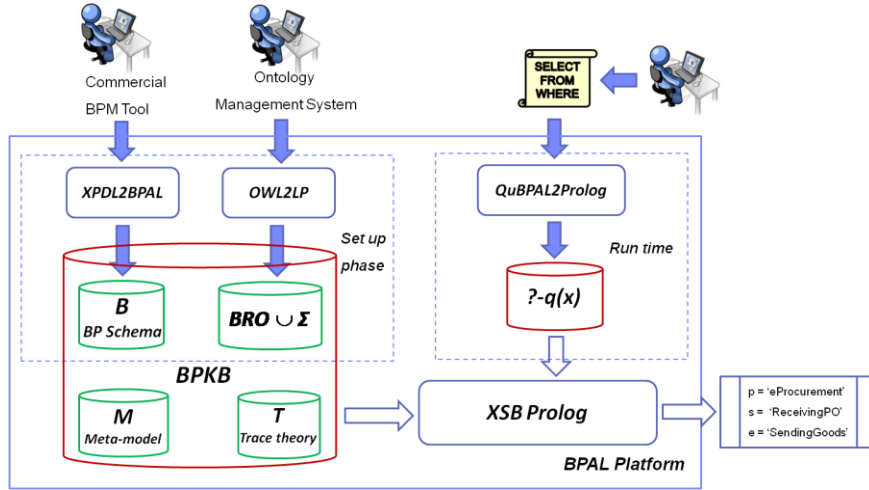 Commercial
BPM Tool
Ontology
Management System
SELECT
FROM
WHERE
XPDL2BPAL
OWL2LP
QuBPAL2Prolog
Set up
phase
Run time
B
BP Schema
BRO ∪ Σ
?-q(x)
BPKB
M
Meta-model
T
Trace theory
XSB Prolog
BPAL Platform
p = ‘eProcurement’
s = ‘ReceivingPO’
e = ‘SendingGoods’